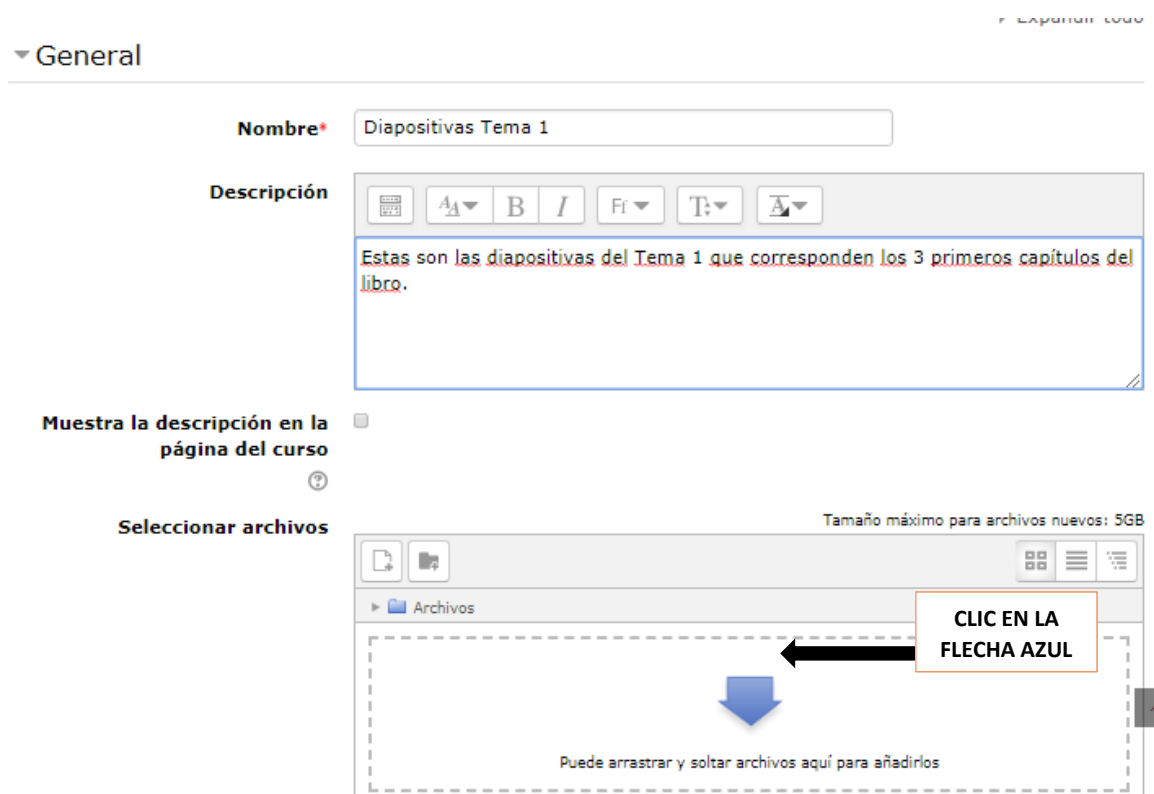 Expandir todo
General
Nombre*
Diapositivas Tema 1
Descripción
Estas son las diapositivas del Tema 1 que corresponden los 3 primeros capítulos del
libro.
Muestra la descripción en la
página del curso
Seleccionar archivos
Tamaño máximo para archivos nuevos: 5GB
Archivos
CLIC EN LA
FLECHA AZUL
Puede arrastrar y soltar archivos aquí para añadirlos